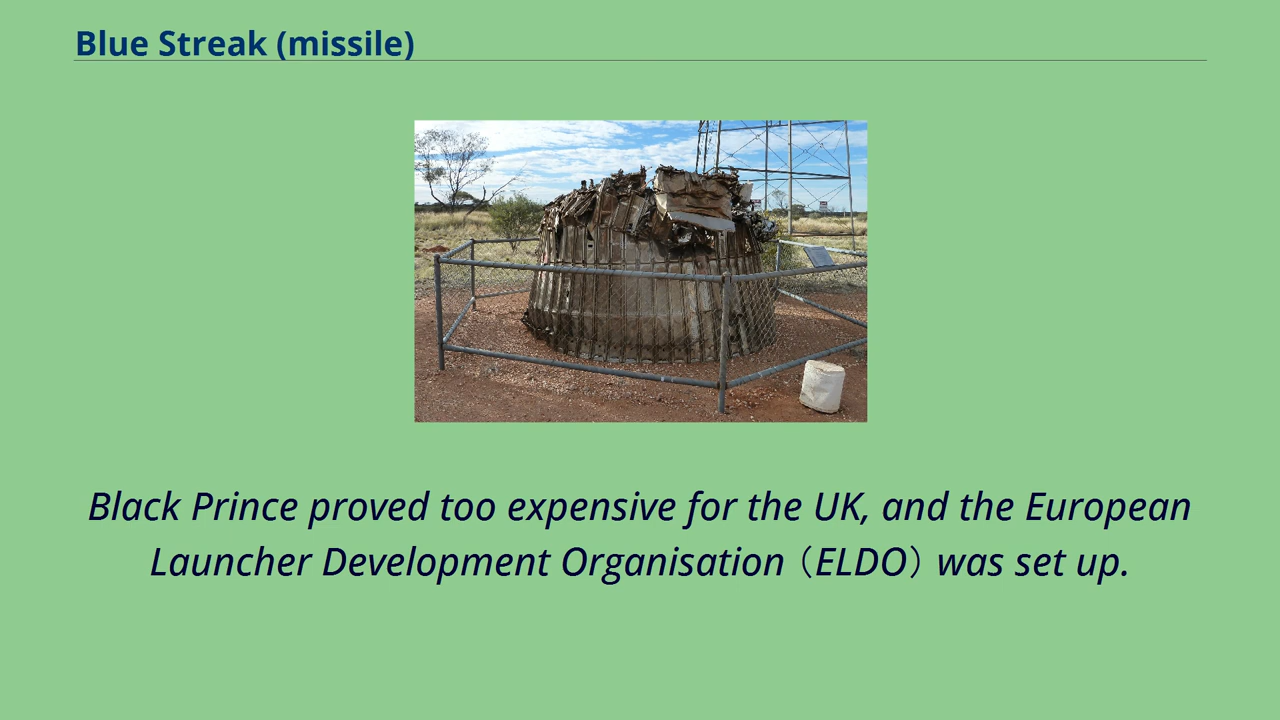 Blue Streak (missile)
Black Prince proved too expensive for the UK, and the European
Launcher Development Organisation（ELDO）was set up.